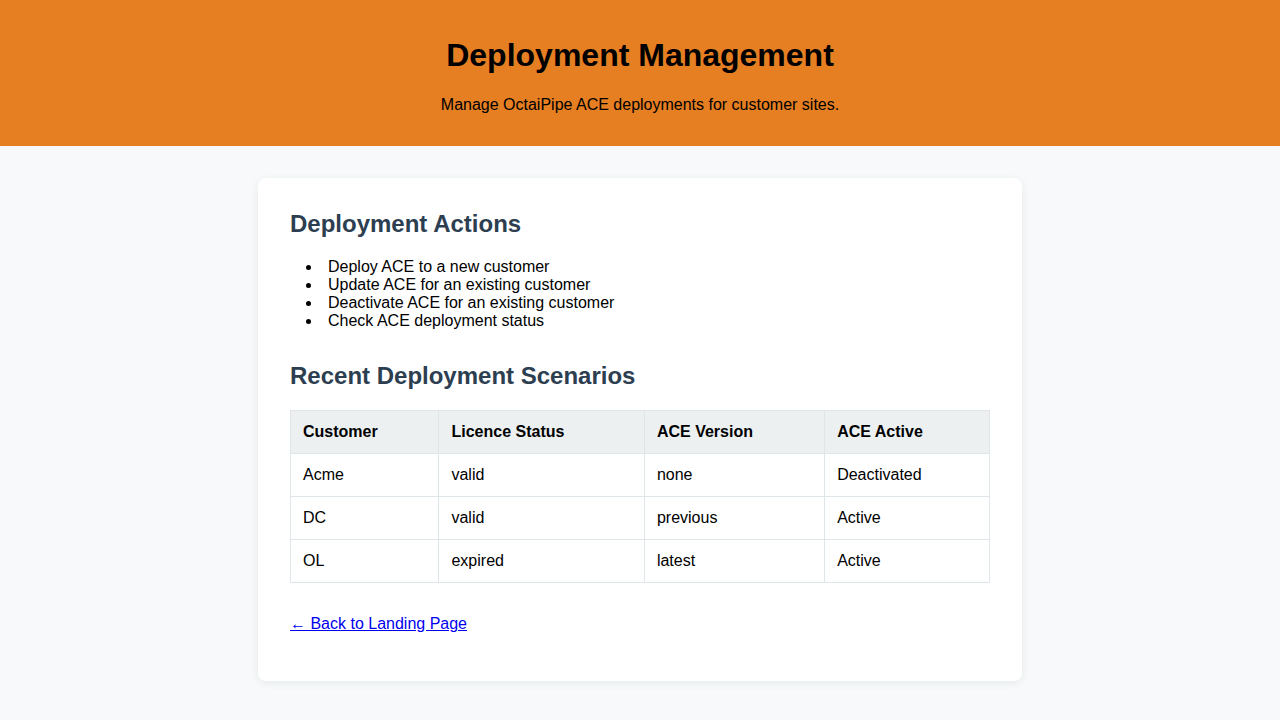 Deployment Management
Manage OctaiPipe ACE deployments for customer sites.
Deployment Actions
• Deploy ACE to a new customer
• Update ACE for an existing customer
• Deactivate ACE for an existing customer
• Check ACE deployment status
Recent Deployment Scenarios
Customer Licence Status ACE Version ACE Active
Acme valid none Deactivated
DC valid previous Active
OL expired latest Active
← Back to Landing Page